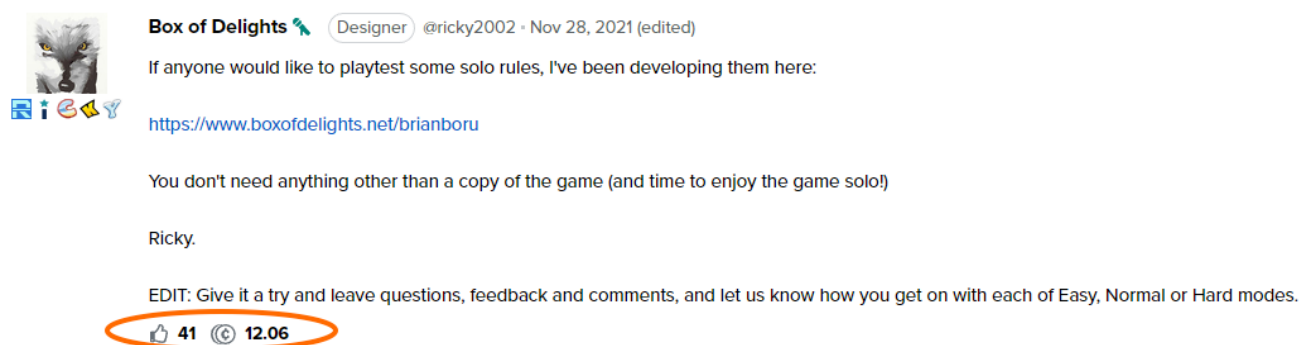 Box of Delights Designer @ricky2002 · Nov 28, 2021 (edited)
If anyone would like to playtest some solo rules, I've been developing them here:
https://www.boxofdelights.net/brianboru
You don't need anything other than a copy of the game (and time to enjoy the game solo!)
Ricky.
EDIT: Give it a try and leave questions, feedback and comments, and let us know how you get on with each of Easy, Normal or Hard modes.
41 12.06